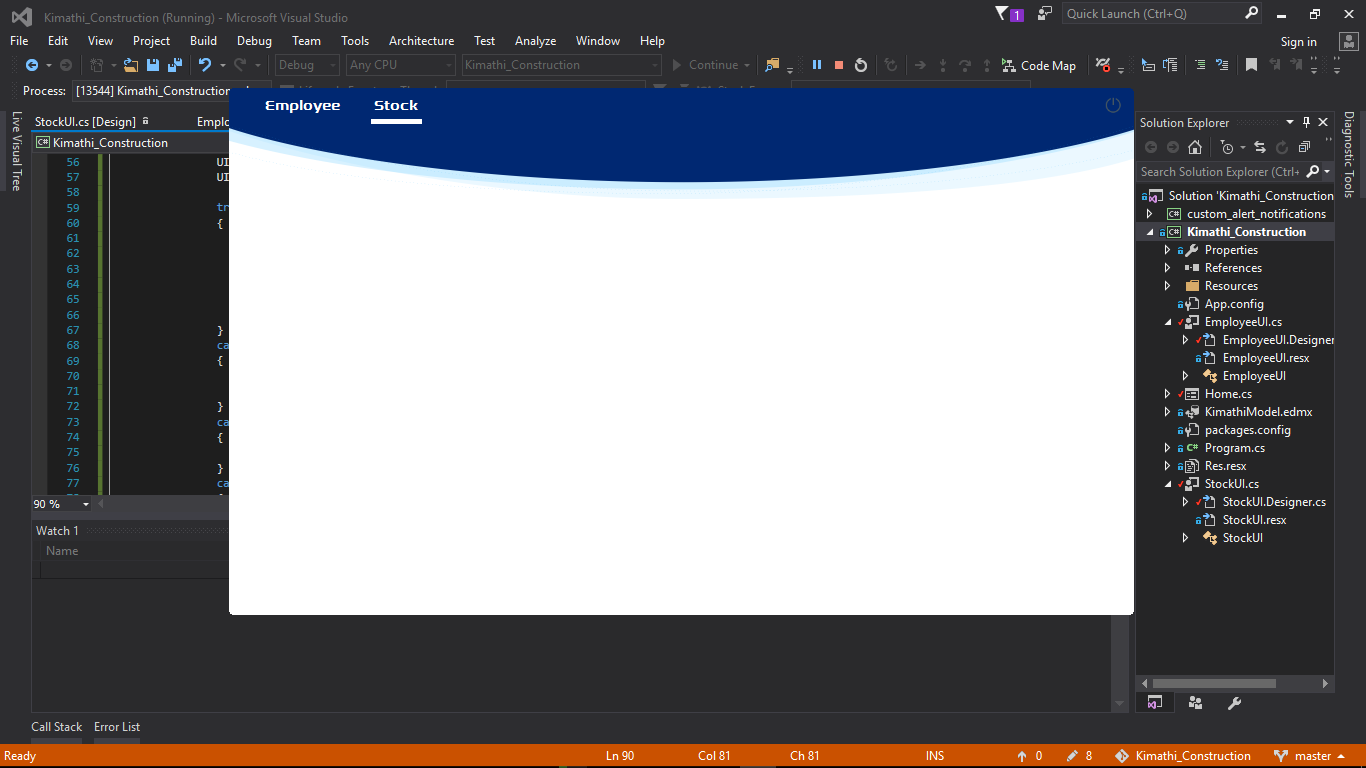 Kimathi_Construction (Running) - Microsoft Visual Studio
1
Quick Launch (Ctrl+Q)
File Edit View Project Build Debug Team Tools Architecture Test Analyze Window Help
Sign in
Debug Any CPU Kimathi_Construction Continue Code Map
Process: [13544] Kimathi_Construction
Employee Stock
StockUI.cs [Design] Emplo
Kimathi_Construction
Live Visual Tree
56 UI
57 UI
58
59 try
60 {
61
62
63
64
65
66
67 }
68 ca
69 {
70
71
72 }
73 ca
74 {
75
76 }
77 ca
90 %
Watch 1
Name
Call Stack Error List
Solution Explorer
Search Solution Explorer (Ctrl+
Solution 'Kimathi_Construction
custom_alert_notifications
Kimathi_Construction
Properties
References
Resources
App.config
EmployeeUI.cs
EmployeeUI.Designer
EmployeeUI.resx
EmployeeUI
Home.cs
KimathiModel.edmx
packages.config
Program.cs
Res.resx
StockUI.cs
StockUI.Designer.cs
StockUI.resx
StockUI
Diagnostic Tools
Ready Ln 90 Col 81 Ch 81 INS 0 8 Kimathi_Construction master